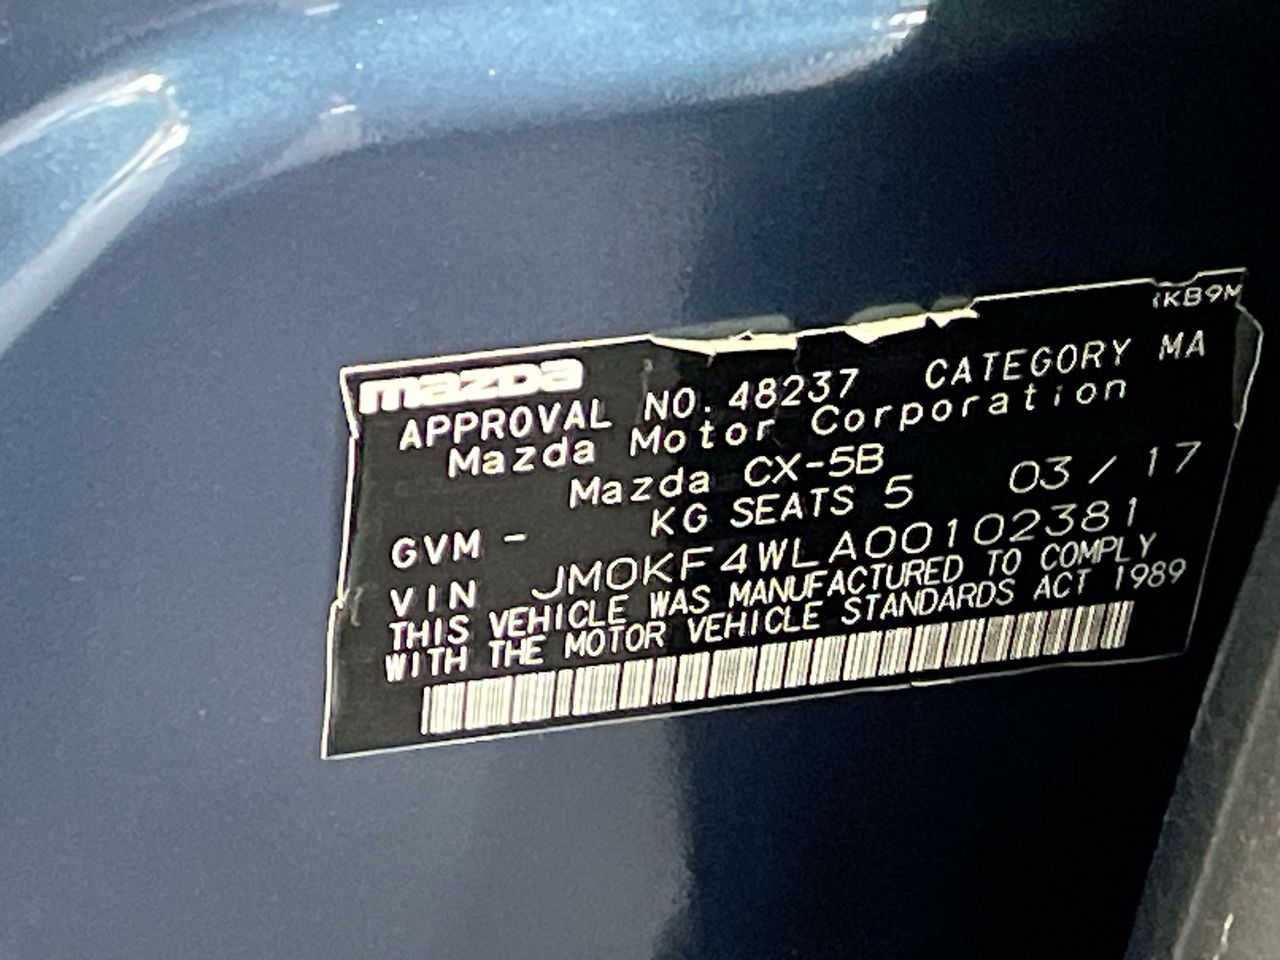 KB9M
mazda
APPROVAL NO. 48237 CATEGORY MA
Mazda Motor Corporation
Mazda CX-5B
GVM - KG SEATS 5 03/17
VIN JM0KF4WLA00102381
THIS VEHICLE WAS MANUFACTURED TO COMPLY
WITH THE MOTOR VEHICLE STANDARDS ACT 1989